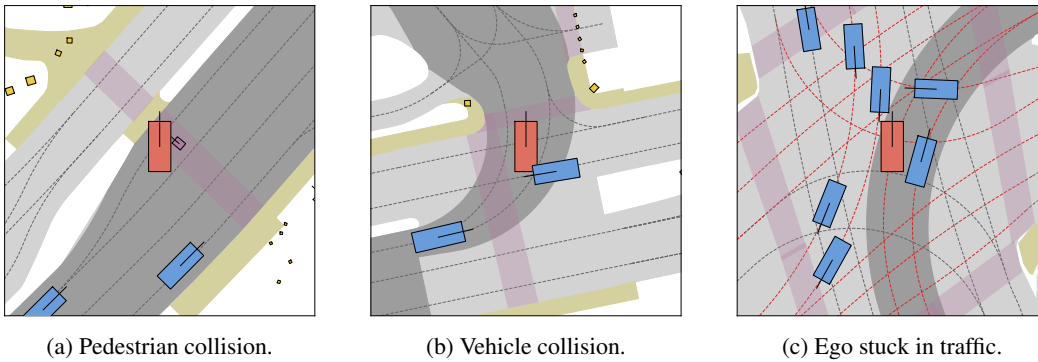 (a) Pedestrian collision.
(b) Vehicle collision.
(c) Ego stuck in traffic.